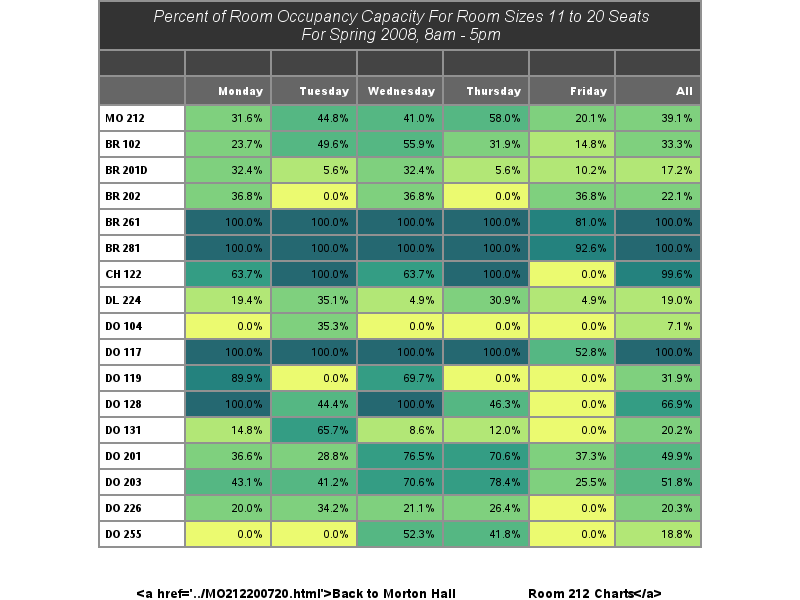 Percent of Room Occupancy Capacity For Room Sizes 11 to 20 Seats
For Spring 2008, 8am - 5pm
Monday Tuesday Wednesday Thursday Friday All
MO 212 31.6% 44.8% 41.0% 58.0% 20.1% 39.1%
BR 102 23.7% 49.6% 55.9% 31.9% 14.8% 33.3%
BR 201D 32.4% 5.6% 32.4% 5.6% 10.2% 17.2%
BR 202 36.8% 0.0% 36.8% 0.0% 36.8% 22.1%
BR 261 100.0% 100.0% 100.0% 100.0% 81.0% 100.0%
BR 281 100.0% 100.0% 100.0% 100.0% 92.6% 100.0%
CH 122 63.7% 100.0% 63.7% 100.0% 0.0% 99.6%
DL 224 19.4% 35.1% 4.9% 30.9% 4.9% 19.0%
DO 104 0.0% 35.3% 0.0% 0.0% 0.0% 7.1%
DO 117 100.0% 100.0% 100.0% 100.0% 52.8% 100.0%
DO 119 89.9% 0.0% 69.7% 0.0% 0.0% 31.9%
DO 128 100.0% 44.4% 100.0% 46.3% 0.0% 66.9%
DO 131 14.8% 65.7% 8.6% 12.0% 0.0% 20.2%
DO 201 36.6% 28.8% 76.5% 70.6% 37.3% 49.9%
DO 203 43.1% 41.2% 70.6% 78.4% 25.5% 51.8%
DO 226 20.0% 34.2% 21.1% 26.4% 0.0% 20.3%
DO 255 0.0% 0.0% 52.3% 41.8% 0.0% 18.8%
<a href='../MO212200720.html'>Back to Morton Hall Room 212 Charts</a>